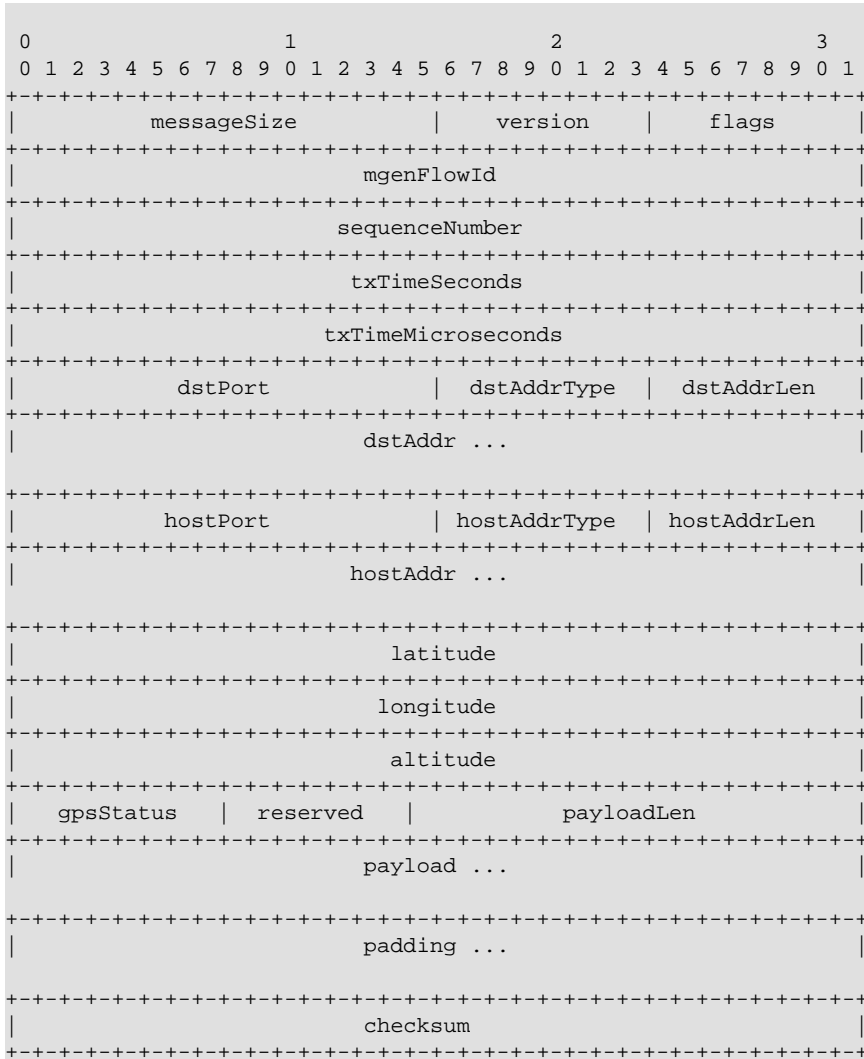 0                   1                   2                   3
 0 1 2 3 4 5 6 7 8 9 0 1 2 3 4 5 6 7 8 9 0 1 2 3 4 5 6 7 8 9 0 1
+-+-+-+-+-+-+-+-+-+-+-+-+-+-+-+-+-+-+-+-+-+-+-+-+-+-+-+-+-+-+-+-+
|          messageSize          |    version    |    flags      |
+-+-+-+-+-+-+-+-+-+-+-+-+-+-+-+-+-+-+-+-+-+-+-+-+-+-+-+-+-+-+-+-+
|                          mgenFlowId                           |
+-+-+-+-+-+-+-+-+-+-+-+-+-+-+-+-+-+-+-+-+-+-+-+-+-+-+-+-+-+-+-+-+
|                        sequenceNumber                         |
+-+-+-+-+-+-+-+-+-+-+-+-+-+-+-+-+-+-+-+-+-+-+-+-+-+-+-+-+-+-+-+-+
|                         txTimeSeconds                         |
+-+-+-+-+-+-+-+-+-+-+-+-+-+-+-+-+-+-+-+-+-+-+-+-+-+-+-+-+-+-+-+-+
|                       txTimeMicroseconds                      |
+-+-+-+-+-+-+-+-+-+-+-+-+-+-+-+-+-+-+-+-+-+-+-+-+-+-+-+-+-+-+-+-+
|            dstPort            |  dstAddrType  |  dstAddrLen   |
+-+-+-+-+-+-+-+-+-+-+-+-+-+-+-+-+-+-+-+-+-+-+-+-+-+-+-+-+-+-+-+-+
|                          dstAddr ...                          |
+-+-+-+-+-+-+-+-+-+-+-+-+-+-+-+-+-+-+-+-+-+-+-+-+-+-+-+-+-+-+-+-+
|           hostPort            | hostAddrType  | hostAddrLen   |
+-+-+-+-+-+-+-+-+-+-+-+-+-+-+-+-+-+-+-+-+-+-+-+-+-+-+-+-+-+-+-+-+
|                         hostAddr ...                          |
+-+-+-+-+-+-+-+-+-+-+-+-+-+-+-+-+-+-+-+-+-+-+-+-+-+-+-+-+-+-+-+-+
|                            latitude                           |
+-+-+-+-+-+-+-+-+-+-+-+-+-+-+-+-+-+-+-+-+-+-+-+-+-+-+-+-+-+-+-+-+
|                           longitude                           |
+-+-+-+-+-+-+-+-+-+-+-+-+-+-+-+-+-+-+-+-+-+-+-+-+-+-+-+-+-+-+-+-+
|                            altitude                           |
+-+-+-+-+-+-+-+-+-+-+-+-+-+-+-+-+-+-+-+-+-+-+-+-+-+-+-+-+-+-+-+-+
|   gpsStatus   |  reserved   |           payloadLen            |
+-+-+-+-+-+-+-+-+-+-+-+-+-+-+-+-+-+-+-+-+-+-+-+-+-+-+-+-+-+-+-+-+
|                          payload ...                          |
+-+-+-+-+-+-+-+-+-+-+-+-+-+-+-+-+-+-+-+-+-+-+-+-+-+-+-+-+-+-+-+-+
|                          padding ...                          |
+-+-+-+-+-+-+-+-+-+-+-+-+-+-+-+-+-+-+-+-+-+-+-+-+-+-+-+-+-+-+-+-+
|                          checksum                             |
+-+-+-+-+-+-+-+-+-+-+-+-+-+-+-+-+-+-+-+-+-+-+-+-+-+-+-+-+-+-+-+-+